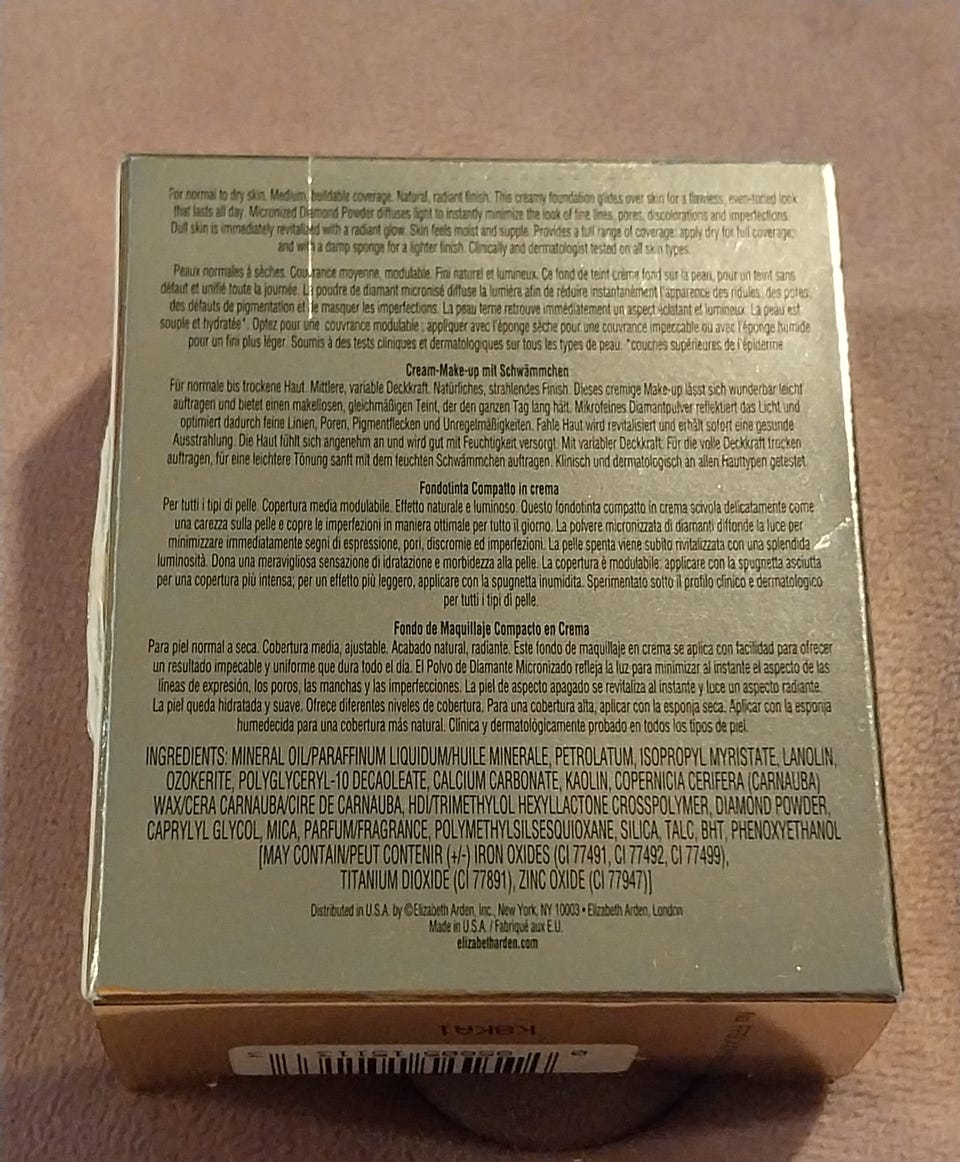 For normal to dry skin. Medium, buildable coverage. Natural, radiant finish. This creamy foundation glides over skin for a flawless, even-toned look
that lasts all day. Micronized Diamond Powder diffuses light to instantly minimize the look of fine lines, pores, discolorations and imperfections.
Dull skin is immediately revitalized with a radiant glow. Skin feels moist and supple. Provides a full range of coverage: apply dry for full coverage;
and with a damp sponge for a lighter finish. Clinically and dermatologist tested on all skin types.
Peaux normales à sèches. Couvrance moyenne, modulable. Fini naturel et lumineux. Ce fond de teint crème fond sur la peau, pour un teint sans
défaut et unifié toute la journée. La poudre de diamant micronisé diffuse la lumière afin de réduire instantanément l'apparence des ridules, des pores,
des défauts de pigmentation et de masquer les imperfections. La peau terne retrouve immédiatement un aspect éclatant et lumineux. La peau est
souple et hydratée*. Optez pour une couvrance modulable ; appliquer avec l'éponge sèche pour une couvrance impeccable ou avec l'éponge humide
pour un fini plus léger. Soumis à des tests cliniques et dermatologiques sur tous les types de peau. *couches supérieures de l'épiderme
Cream-Make-up mit Schwämmchen
Für normale bis trockene Haut. Mittlere, variable Deckkraft. Natürliches, strahlendes Finish. Dieses cremige Make-up lässt sich wunderbar leicht
auftragen und bietet einen makellosen, gleichmäßigen Teint, der den ganzen Tag lang hält. Mikrofeines Diamantpulver reflektiert das Licht und
optimiert dadurch feine Linien, Poren, Pigmentflecken und Unregelmäßigkeiten. Fahle Haut wird revitalisiert und erhält sofort eine gesunde
Ausstrahlung. Die Haut fühlt sich angenehm an und wird gut mit Feuchtigkeit versorgt. Mit variabler Deckkraft: Für die volle Deckkraft trocken
auftragen, für eine leichtere Tönung sanft mit dem feuchten Schwämmchen auftragen. Klinisch und dermatologisch an allen Hauttypen getestet.
Fondotinta Compatto in crema
Per tutti i tipi di pelle. Copertura media modulabile. Effetto naturale e luminoso. Questo fondotinta compatto in crema scivola delicatamente come
una carezza sulla pelle e copre le imperfezioni in maniera ottimale per tutto il giorno. La polvere micronizzata di diamanti diffonde la luce per
minimizzare immediatamente segni di espressione, pori, discromie ed imperfezioni. La pelle spenta viene subito rivitalizzata con una splendida
luminosità. Dona una meravigliosa sensazione di idratazione e morbidezza alla pelle. La copertura è modulabile: applicare con la spugnetta asciutta
per una copertura più intensa; per un effetto più leggero, applicare con la spugnetta inumidita. Sperimentato sotto il profilo clinico e dermatologico
per tutti i tipi di pelle.
Fondo de Maquillaje Compacto en Crema
Para piel normal a seca. Cobertura media, ajustable. Acabado natural, radiante. Este fondo de maquillaje en crema se aplica con facilidad para ofrecer
un resultado impecable y uniforme que dura todo el día. El Polvo de Diamante Micronizado refleja la luz para minimizar al instante el aspecto de las
líneas de expresión, los poros, las manchas y las imperfecciones. La piel de aspecto apagado se revitaliza al instante y luce un aspecto radiante.
La piel queda hidratada y suave. Ofrece diferentes niveles de cobertura. Para una cobertura alta, aplicar con la esponja seca. Aplicar con la esponja
humedecida para una cobertura más natural. Clínica y dermatológicamente probado en todos los tipos de piel.
INGREDIENTS: MINERAL OIL/PARAFFINUM LIQUIDUM/HUILE MINERALE, PETROLATUM, ISOPROPYL MYRISTATE, LANOLIN,
OZOKERITE, POLYGLYCERYL-10 DECAOLEATE, CALCIUM CARBONATE, KAOLIN, COPERNICIA CERIFERA (CARNAUBA)
WAX/CERA CARNAUBA/CIRE DE CARNAUBA, HDI/TRIMETHYLOL HEXYLLACTONE CROSSPOLYMER, DIAMOND POWDER,
CAPRYLYL GLYCOL, MICA, PARFUM/FRAGRANCE, POLYMETHYLSILSESQUIOXANE, SILICA, TALC, BHT, PHENOXYETHANOL
[MAY CONTAIN/PEUT CONTENIR (+/-) IRON OXIDES (CI 77491, CI 77492, CI 77499),
TITANIUM DIOXIDE (CI 77891), ZINC OXIDE (CI 77947)]
Distributed in U.S.A. by ©Elizabeth Arden, Inc., New York, NY 10003 • Elizabeth Arden, London
Made in U.S.A. / Fabriqué aux E.U.
elizabetharden.com
K8KA1